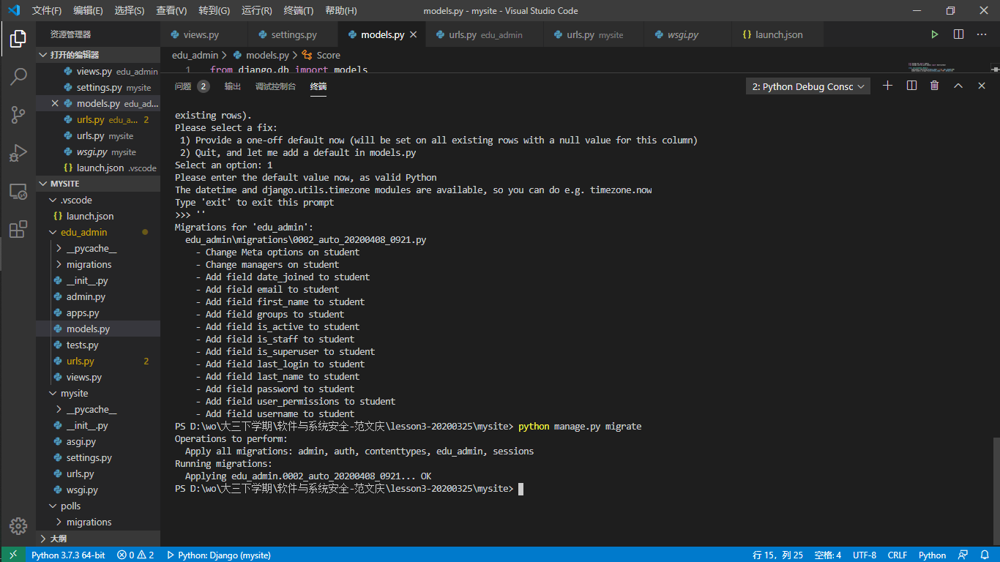 文件(F) 编辑(E) 选择(S) 查看(V) 转到(G) 运行(R) 终端(T) 帮助(H) models.py - mysite - Visual Studio Code
资源管理器
views.py settings.py models.py urls.py edu_admin urls.py mysite wsgi.py launch.json
打开的编辑器
views.py edu_admin
settings.py mysite
models.py edu_ad...
urls.py edu_a... 2
urls.py mysite
wsgi.py mysite
launch.json .vscode
MYSITE
.vscode
launch.json
edu_admin
__pycache__
migrations
__init__.py
admin.py
apps.py
models.py
tests.py
urls.py 2
views.py
mysite
__pycache__
__init__.py
asgi.py
settings.py
urls.py
wsgi.py
polls
migrations
大纲
edu_admin > models.py > Score
1 from django.db import models
问题 2 输出 调试控制台 终端 2: Python Debug Consc
existing rows).
Please select a fix:
1) Provide a one-off default now (will be set on all existing rows with a null value for this column)
2) Quit, and let me add a default in models.py
Select an option: 1
Please enter the default value now, as valid Python
The datetime and django.utils.timezone modules are available, so you can do e.g. timezone.now
Type 'exit' to exit this prompt
>>> ''
Migrations for 'edu_admin':
edu_admin\migrations\0002_auto_20200408_0921.py
- Change Meta options on student
- Change managers on student
- Add field date_joined to student
- Add field email to student
- Add field first_name to student
- Add field groups to student
- Add field is_active to student
- Add field is_staff to student
- Add field is_superuser to student
- Add field last_login to student
- Add field last_name to student
- Add field password to student
- Add field user_permissions to student
- Add field username to student
PS D:\wo\大三下学期\软件与系统安全-范文庆\lesson3-20200325\mysite> python manage.py migrate
Operations to perform:
Apply all migrations: admin, auth, contenttypes, edu_admin, sessions
Running migrations:
Applying edu_admin.0002_auto_20200408_0921... OK
PS D:\wo\大三下学期\软件与系统安全-范文庆\lesson3-20200325\mysite>
Python 3.7.3 64-bit 0 2 Python: Django (mysite) 行 15，列 25 空格: 4 UTF-8 CRLF Python